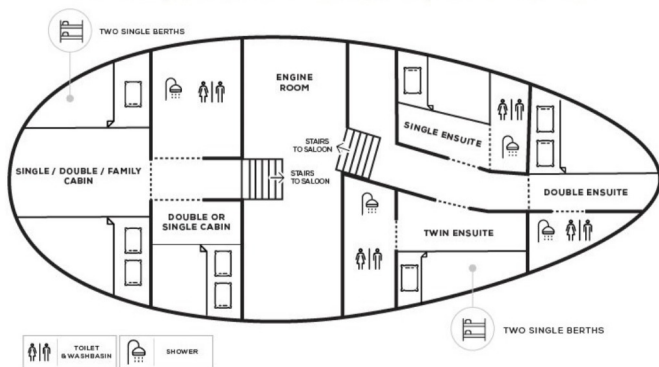 TWO SINGLE BERTHS
ENGINE
ROOM
STAIRS
TO SALOON
SINGLE ENSUITE
SINGLE / DOUBLE / FAMILY
CABIN
STAIRS
TO SALOON
DOUBLE ENSUITE
DOUBLE OR
SINGLE CABIN
TWIN ENSUITE
TWO SINGLE BERTHS
TOILET
& WASHBASIN
SHOWER